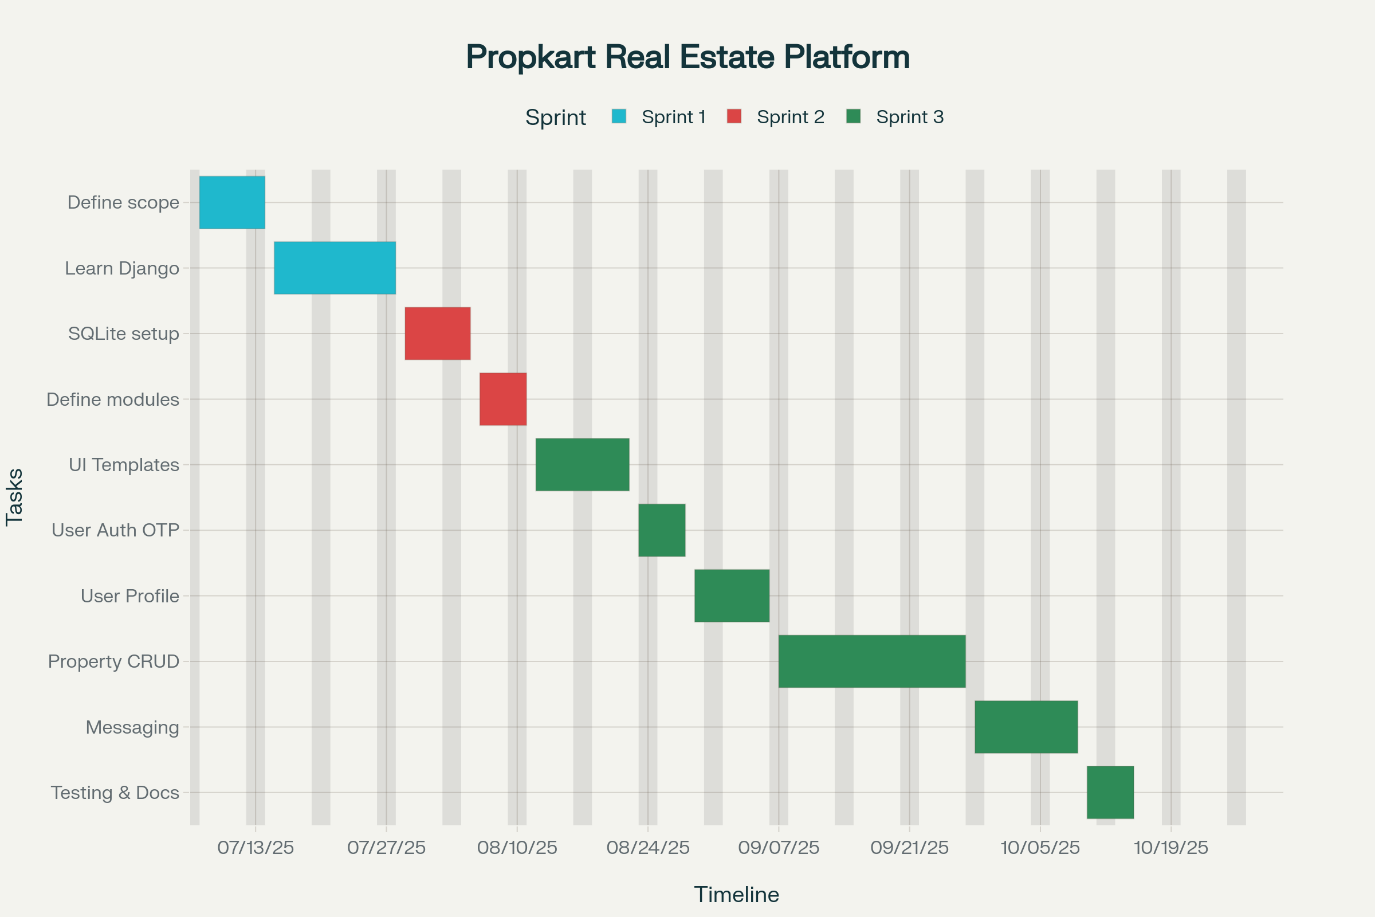 Propkart Real Estate Platform
Sprint Sprint 1 Sprint 2 Sprint 3
Define scope
Learn Django
SQLite setup
Define modules
UI Templates
User Auth OTP
User Profile
Property CRUD
Messaging
Testing & Docs
Tasks
07/13/25 07/27/25 08/10/25 08/24/25 09/07/25 09/21/25 10/05/25 10/19/25
Timeline